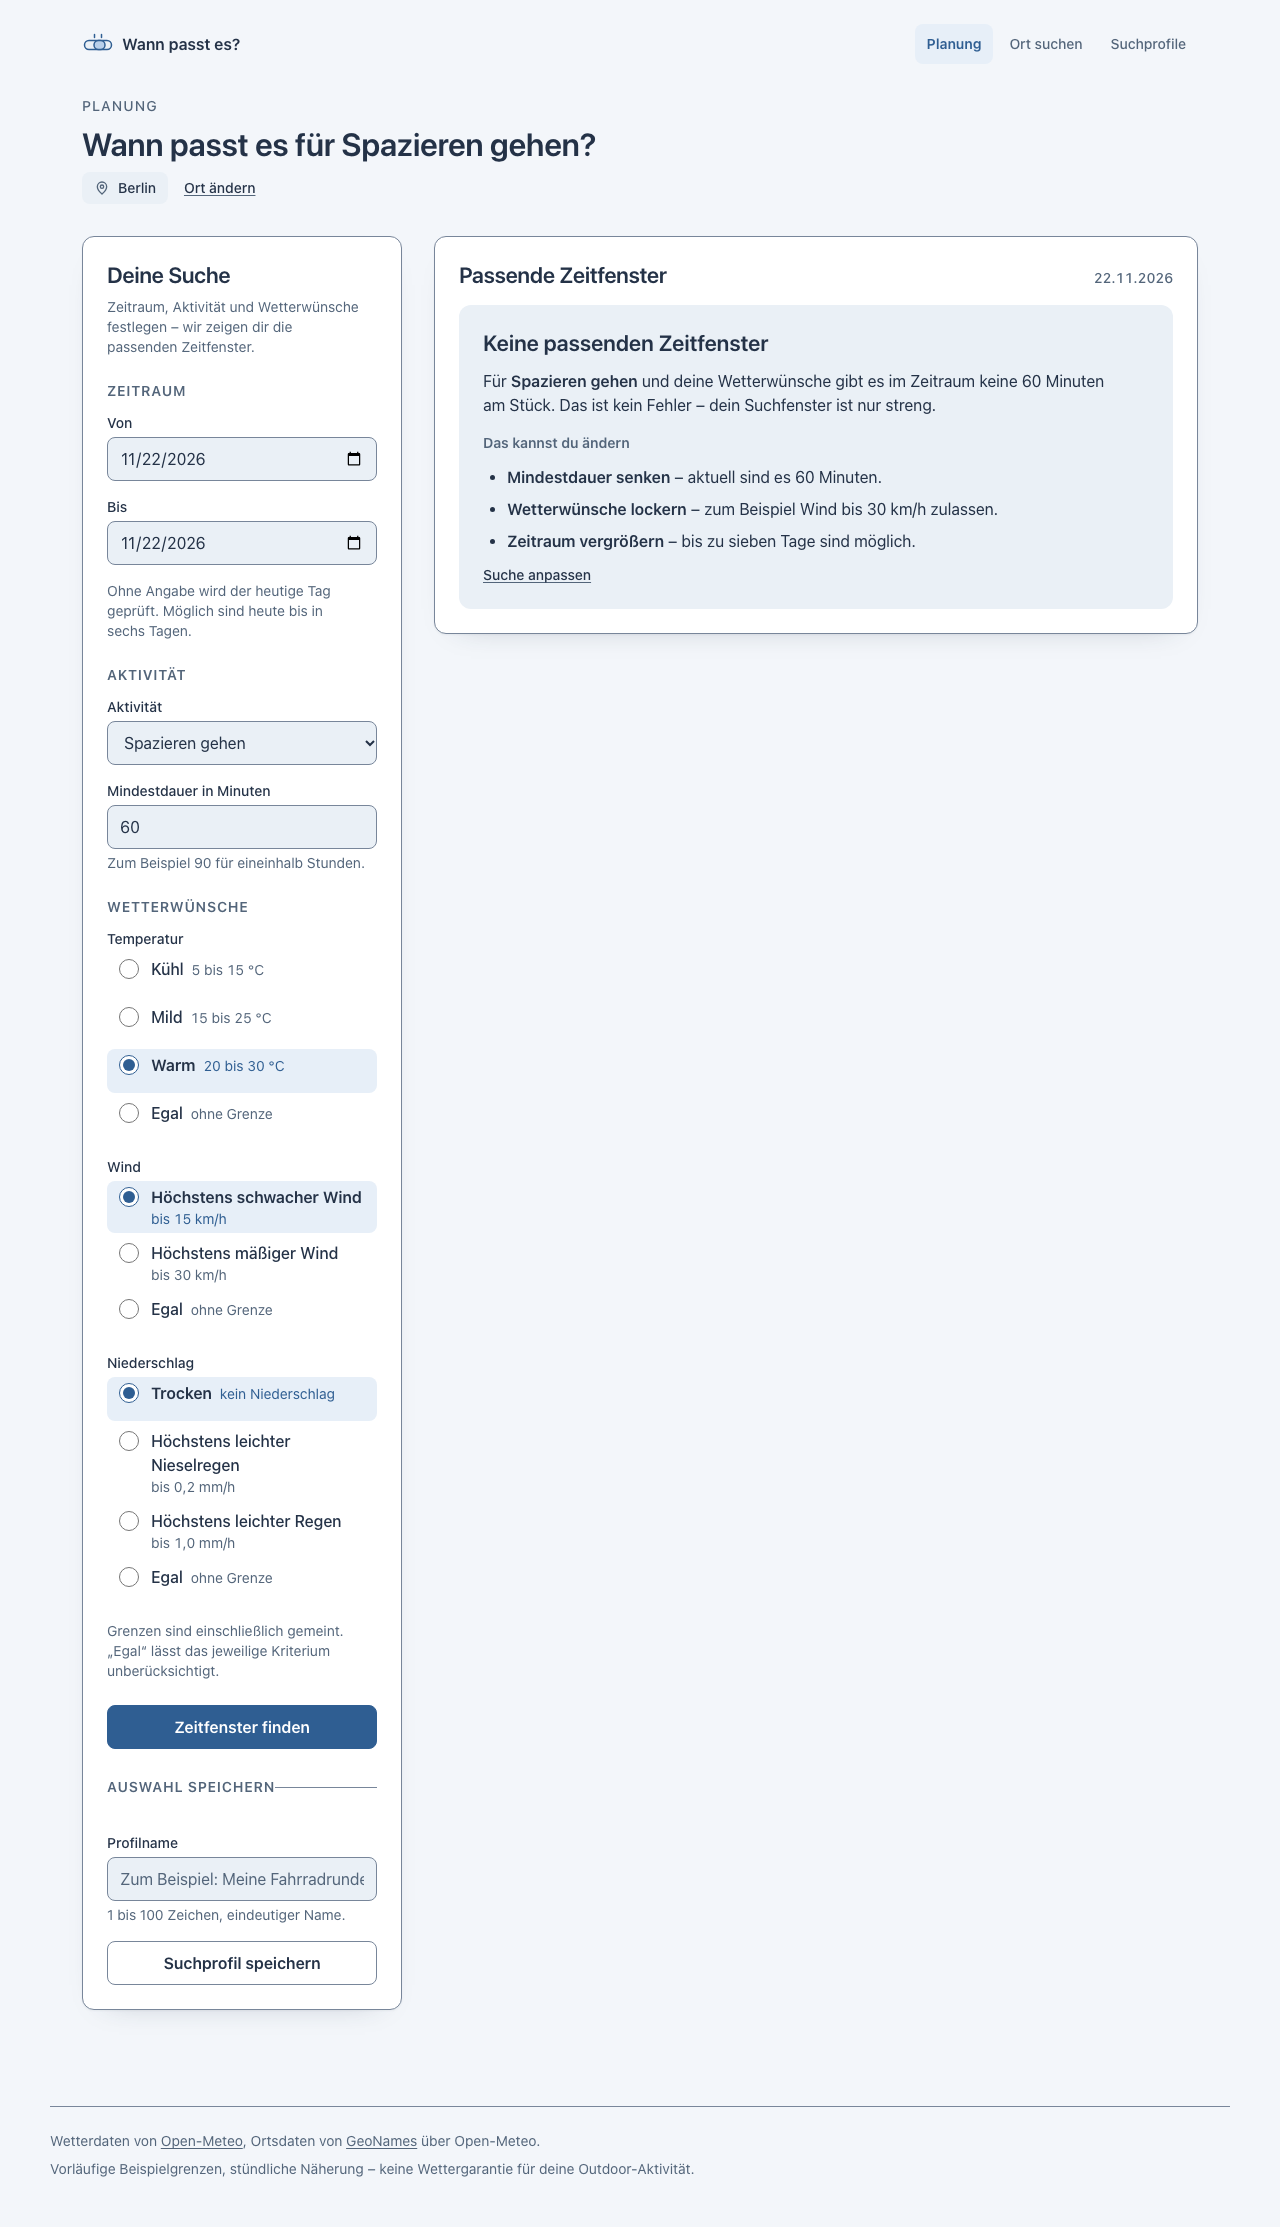 Wann passt es?
Planung
Ort suchen
Suchprofile
PLANUNG
Wann passt es für Spazieren gehen?
Berlin
Ort ändern
Deine Suche
Zeitraum, Aktivität und Wetterwünsche
festlegen – wir zeigen dir die
passenden Zeitfenster.
ZEITRAUM
Von
11/22/2026
Bis
11/22/2026
Ohne Angabe wird der heutige Tag
geprüft. Möglich sind heute bis in
sechs Tagen.
AKTIVITÄT
Aktivität
Spazieren gehen
Mindestdauer in Minuten
60
Zum Beispiel 90 für eineinhalb Stunden.
WETTERWÜNSCHE
Temperatur
Kühl 5 bis 15 °C
Mild 15 bis 25 °C
Warm 20 bis 30 °C
Egal ohne Grenze
Wind
Höchstens schwacher Wind
bis 15 km/h
Höchstens mäßiger Wind
bis 30 km/h
Egal ohne Grenze
Niederschlag
Trocken kein Niederschlag
Höchstens leichter
Nieselregen
bis 0,2 mm/h
Höchstens leichter Regen
bis 1,0 mm/h
Egal ohne Grenze
Grenzen sind einschließlich gemeint.
„Egal“ lässt das jeweilige Kriterium
unberücksichtigt.
Zeitfenster finden
AUSWAHL SPEICHERN
Profilname
Zum Beispiel: Meine Fahrradrunde
1 bis 100 Zeichen, eindeutiger Name.
Suchprofil speichern
Passende Zeitfenster
22.11.2026
Keine passenden Zeitfenster
Für Spazieren gehen und deine Wetterwünsche gibt es im Zeitraum keine 60 Minuten
am Stück. Das ist kein Fehler – dein Suchfenster ist nur streng.
Das kannst du ändern
• Mindestdauer senken – aktuell sind es 60 Minuten.
• Wetterwünsche lockern – zum Beispiel Wind bis 30 km/h zulassen.
• Zeitraum vergrößern – bis zu sieben Tage sind möglich.
Suche anpassen
Wetterdaten von Open-Meteo, Ortsdaten von GeoNames über Open-Meteo.
Vorläufige Beispielgrenzen, stündliche Näherung – keine Wettergarantie für deine Outdoor-Aktivität.